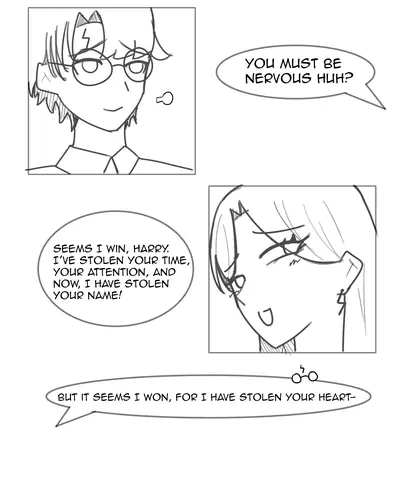 YOU MUST BE
NERVOUS HUH?
SEEMS I WIN, HARRY.
I'VE STOLEN YOUR TIME,
YOUR ATTENTION, AND
NOW, I HAVE STOLEN
YOUR NAME!
BUT IT SEEMS I WON, FOR I HAVE STOLEN YOUR HEART~